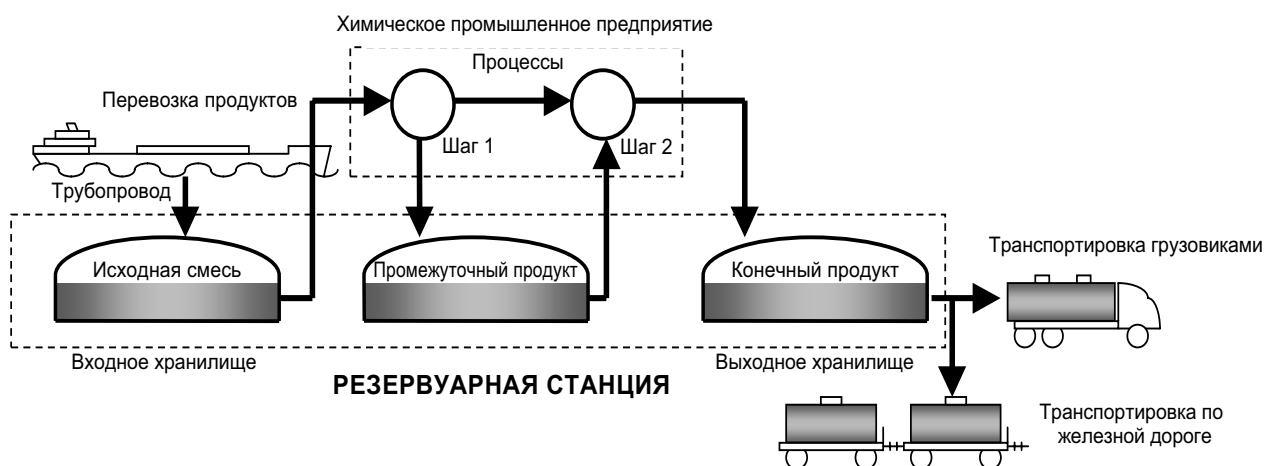 Химическое промышленное предприятие
Процессы
Перевозка продуктов
Шаг 1
Шаг 2
Трубопровод
Исходная смесь
Промежуточный продукт
Конечный продукт
Транспортировка грузовиками
Входное хранилище
Выходное хранилище
РЕЗЕРВУАРНАЯ СТАНЦИЯ
Транспортировка по
железной дороге